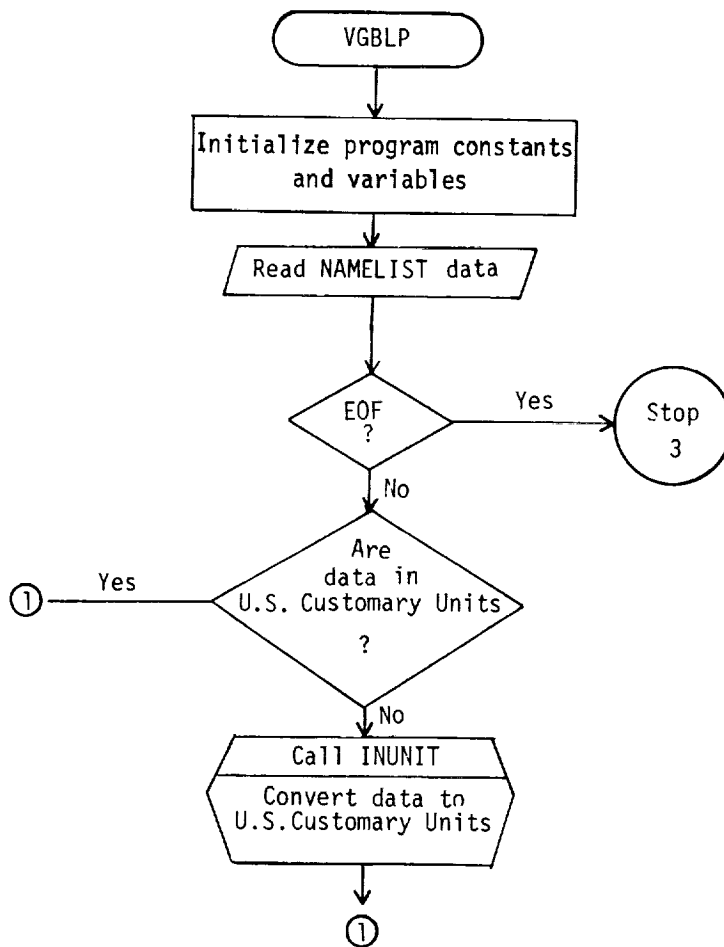 VGBLP
Initialize program constants
and variables
Read NAMELIST data
EOF
?
Yes
Stop
3
No
Are
data in
U.S. Customary Units
?
Yes
1
No
Call INUNIT
Convert data to
U.S.Customary Units
1